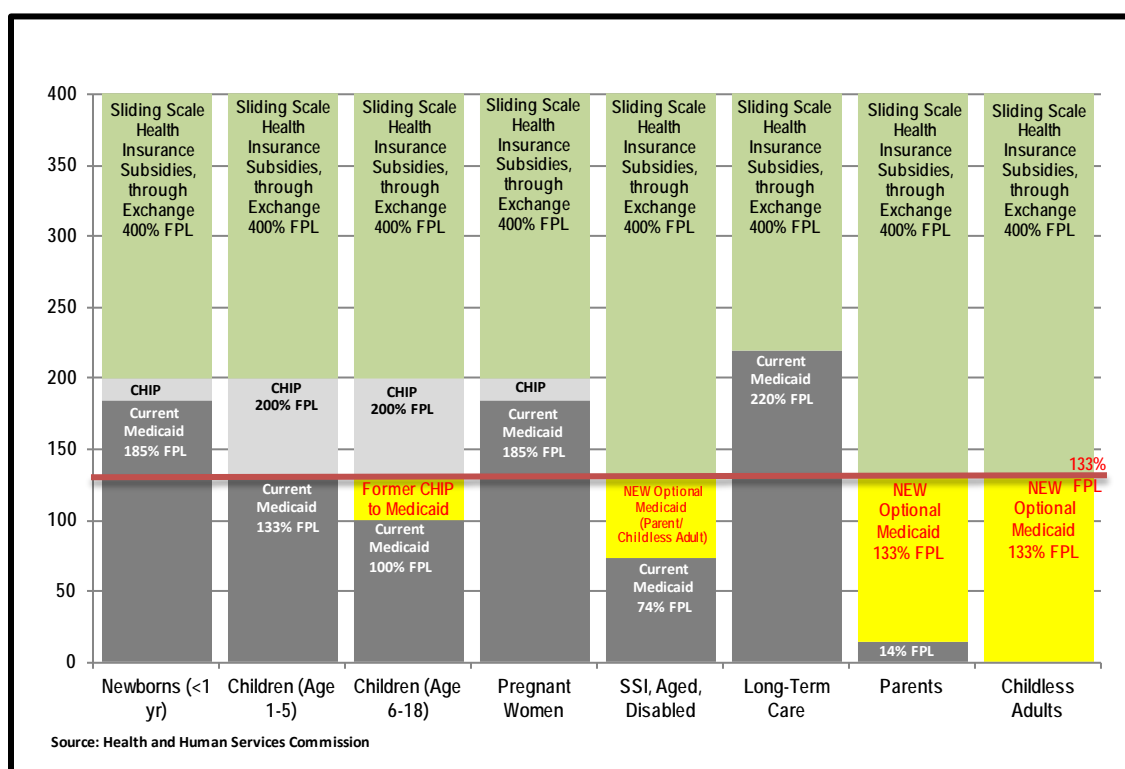 400
350
300
250
200
150
100
50
0
Sliding Scale
Health
Insurance
Subsidies,
through
Exchange
400% FPL
CHIP
Current
Medicaid
185% FPL
Sliding Scale
Health
Insurance
Subsidies,
through
Exchange
400% FPL
CHIP
200% FPL
Current
Medicaid
133% FPL
Sliding Scale
Health
Insurance
Subsidies,
through
Exchange
400% FPL
CHIP
200% FPL
Former CHIP
to Medicaid
Current
Medicaid
100% FPL
Sliding Scale
Health
Insurance
Subsidies,
through
Exchange
400% FPL
CHIP
Current
Medicaid
185% FPL
Sliding Scale
Health
Insurance
Subsidies,
through
Exchange
400% FPL
NEW Optional
Medicaid
(Parent/
Childless Adult)
Current
Medicaid
74% FPL
Sliding Scale
Health
Insurance
Subsidies,
through
Exchange
400% FPL
Current
Medicaid
220% FPL
Sliding Scale
Health
Insurance
Subsidies,
through
Exchange
400% FPL
NEW
Optional
Medicaid
133% FPL
14% FPL
Sliding Scale
Health
Insurance
Subsidies,
through
Exchange
400% FPL
133%
FPL
NEW
Optional
Medicaid
133% FPL
Newborns (<1
yr)
Children (Age
1-5)
Children (Age
6-18)
Pregnant
Women
SSI, Aged,
Disabled
Long-Term
Care
Parents
Childless
Adults
Source: Health and Human Services Commission